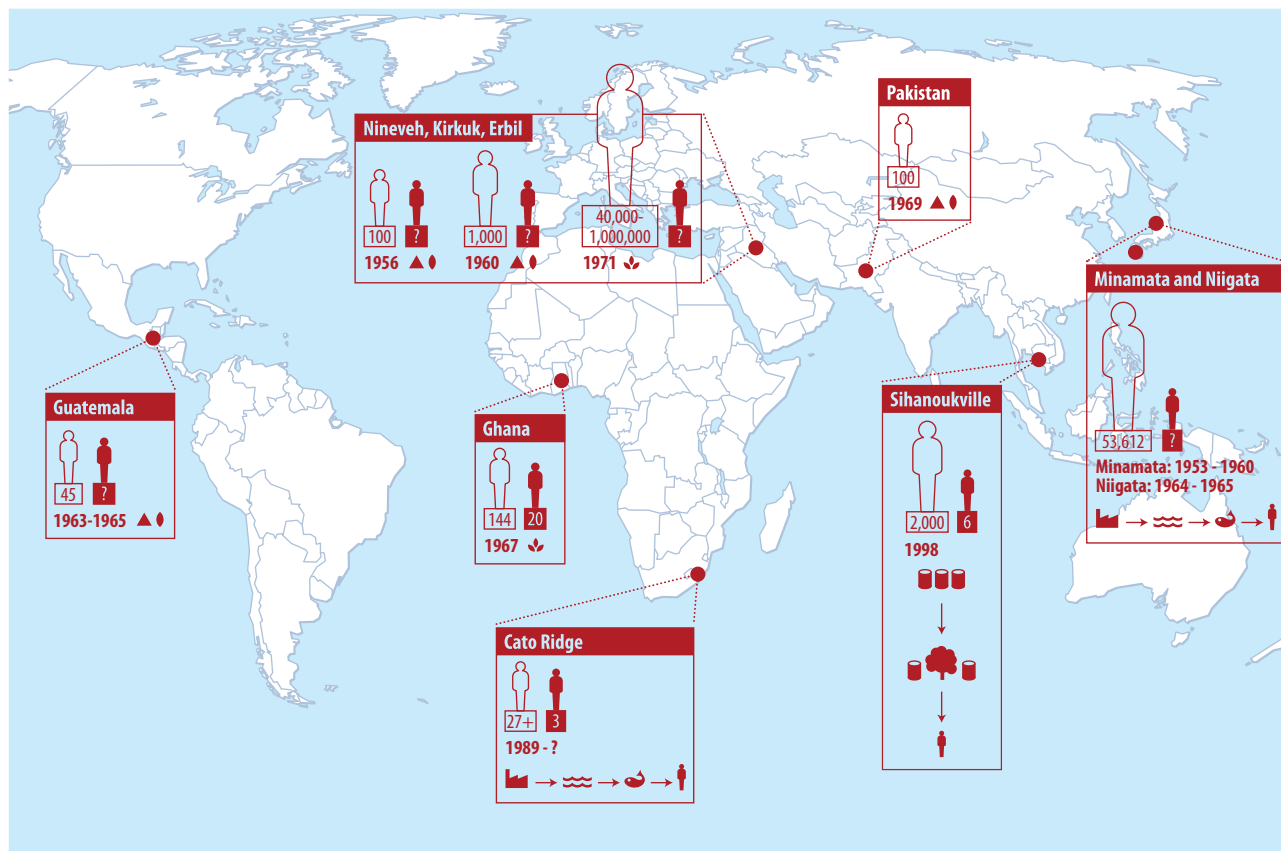 Pakistan
100
1969
Nineveh, Kirkuk, Erbil
100
?
1,000
?
40,000-
1,000,000
?
1956
1960
1971
Minamata and Niigata
53,612
?
Minamata: 1953 - 1960
Niigata: 1964 - 1965
Guatemala
45
?
1963-1965
Ghana
144
20
1967
Sihanoukville
2,000
6
1998
Cato Ridge
27+
3
1989 - ?